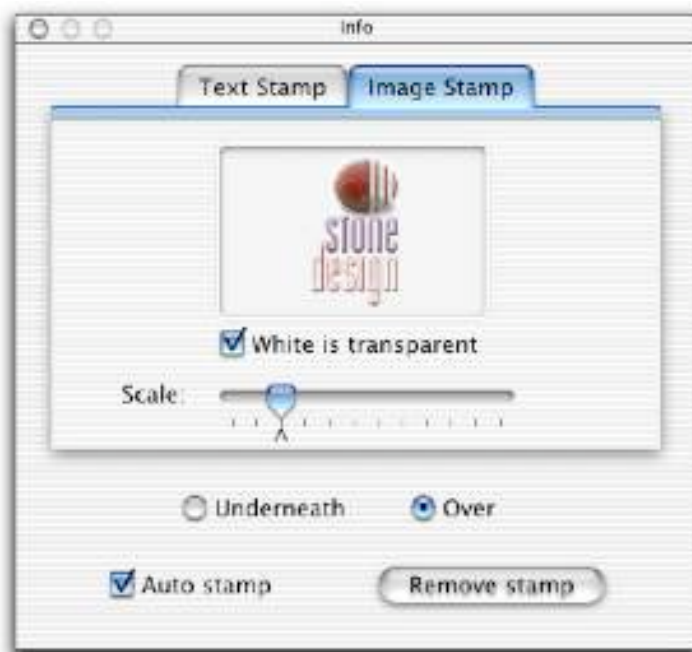 Info
Text Stamp Image Stamp
stone
design
White is transparent
Scale:
Underneath Over
Auto stamp Remove stamp